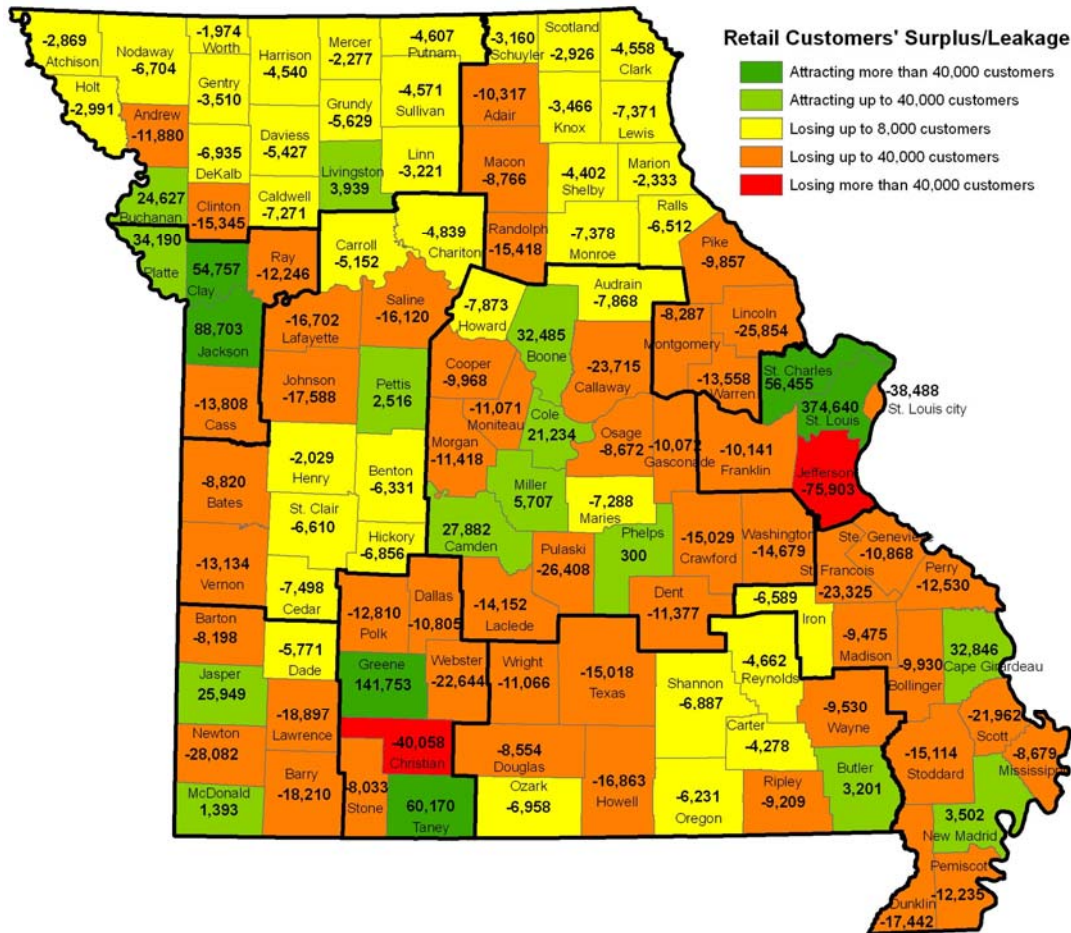 Retail Customers' Surplus/Leakage
Attracting more than 40,000 customers
Attracting up to 40,000 customers
Losing up to 8,000 customers
Losing up to 40,000 customers
Losing more than 40,000 customers
-2,869
Atchison
Nodaway
-6,704
-1,974
Worth
Harrison
-4,540
Mercer
-2,277
-4,607
Putnam
-3,160
Schuyler
Scotland
-2,926
-4,558
Clark
Holt
-2,991
Gentry
-3,510
Andrew
-11,880
Daviess
-5,427
Grundy
-5,629
-4,571
Sullivan
-10,317
Adair
-3,466
Knox
-7,371
Lewis
-6,935
DeKalb
Livingston
3,939
Linn
-3,221
Macon
-8,766
-4,402
Shelby
Marion
-2,333
24,627
Buchanan
Clinton
-15,345
Caldwell
-7,271
Ralls
-6,512
34,190
Platte
54,757
Clay
Ray
-12,246
Carroll
-5,152
-4,839
Chariton
Randolph
-15,418
-7,378
Monroe
Pike
-9,857
88,703
Jackson
-16,702
Lafayette
Saline
-16,120
-7,873
Howard
32,485
Boone
Audrain
-7,868
-8,287
Montgomery
Lincoln
-25,854
-13,808
Cass
Johnson
-17,588
Pettis
2,516
Cooper
-9,968
-11,071
Moniteau
-23,715
Callaway
-13,558
Warren
St. Charles
56,455
374,640
St. Louis
-38,488
St. Louis city
Morgan
-11,418
Cole
21,234
Osage
-8,672
-10,072
Gasconade
-10,141
Franklin
Jefferson
-75,903
-8,820
Bates
-2,029
Henry
Benton
-6,331
Miller
5,707
-7,288
Maries
St. Clair
-6,610
Hickory
-6,856
27,882
Camden
Pulaski
-26,408
Phelps
300
-15,029
Crawford
Washington
-14,679
Ste. Genevie
-10,868
St. Francois
-23,325
Perry
-12,530
-13,134
Vernon
-7,498
Cedar
-12,810
Polk
Dallas
-10,805
-14,152
Laclede
Dent
-11,377
-6,589
Iron
-9,475
Madison
-9,930
Bollinger
32,846
Cape Girardeau
Barton
-8,198
-5,771
Dade
Greene
141,753
Webster
-22,644
Wright
-11,066
-15,018
Texas
Shannon
-6,887
-4,662
Reynolds
-9,530
Wayne
-21,962
Scott
Jasper
25,949
-18,897
Lawrence
-40,058
Christian
-8,554
Douglas
Carter
-4,278
-15,114
Stoddard
-8,679
Mississippi
Newton
-28,082
Barry
-18,210
-8,033
Stone
60,170
Taney
Ozark
-6,958
-16,863
Howell
-6,231
Oregon
Ripley
-9,209
Butler
3,201
McDonald
1,393
3,502
New Madrid
Pemiscot
-12,235
Dunklin
-17,442